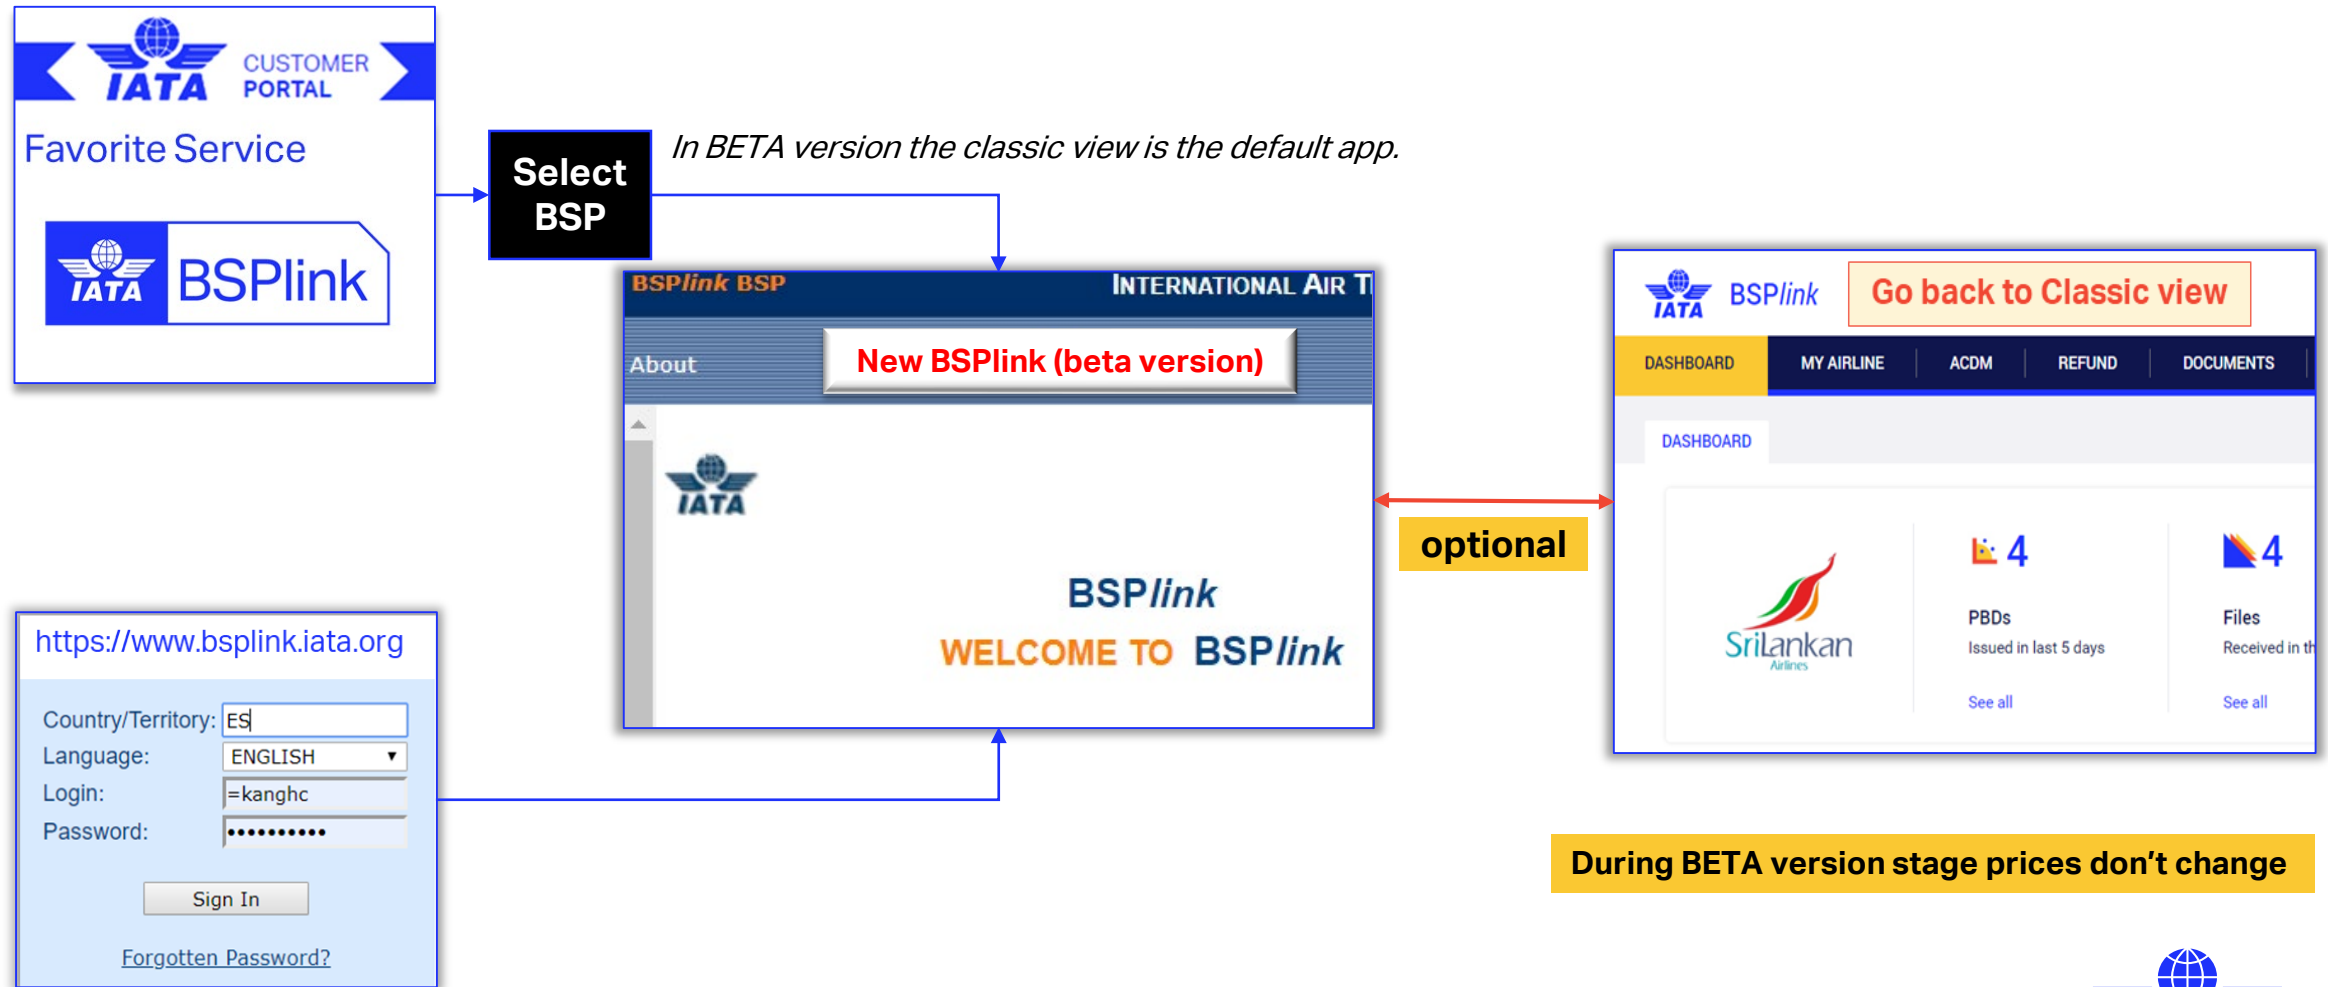 IATA
CUSTOMER
PORTAL
Favorite Service
IATA
BSPlink
Select
BSP
In BETA version the classic view is the default app.
BSPlink BSP
INTERNATIONAL AIR T
About
New BSPlink (beta version)
IATA
BSPlink
WELCOME TO BSPlink
optional
IATA
BSPlink
Go back to Classic view
DASHBOARD
MY AIRLINE
ACDM
REFUND
DOCUMENTS
DASHBOARD
SriLankan
Airlines
4
PBDs
Issued in last 5 days
See all
4
Files
Received in th
See all
https://www.bsplink.iata.org
Country/Territory: ES
Language: ENGLISH
Login: =kanghc
Password: ••••••••••
Sign In
Forgotten Password?
During BETA version stage prices don’t change